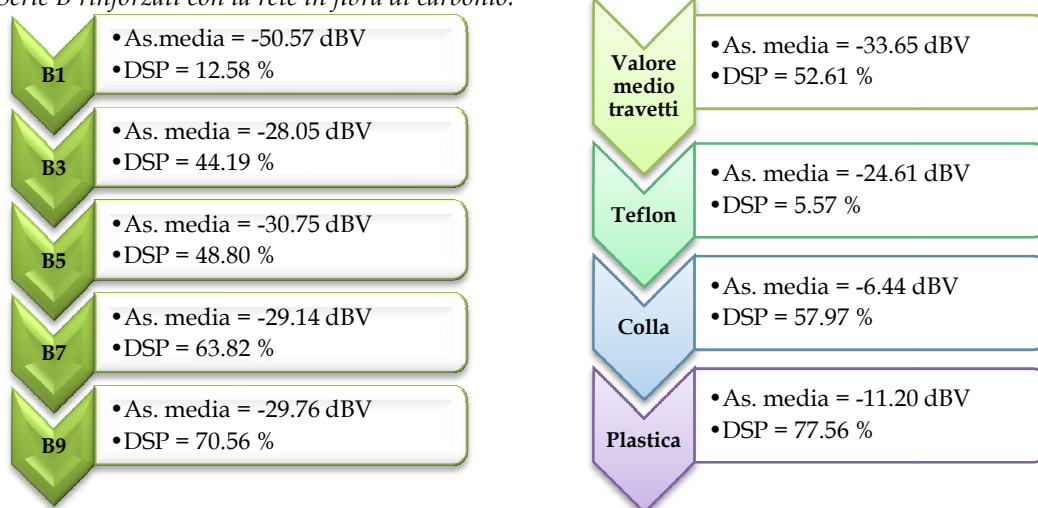 Serie B rinforzati con la rete in fibra di carbonio.
B1
•As.media = -50.57 dBV
•DSP = 12.58 %
B3
•As. media = -28.05 dBV
•DSP = 44.19 %
B5
•As. media = -30.75 dBV
•DSP = 48.80 %
B7
•As. media = -29.14 dBV
•DSP = 63.82 %
B9
•As. media = -29.76 dBV
•DSP = 70.56 %
Valore
medio
travetti
•As. media = -33.65 dBV
•DSP = 52.61 %
Teflon
•As. media = -24.61 dBV
•DSP = 5.57 %
Colla
•As. media = -6.44 dBV
•DSP = 57.97 %
Plastica
•As. media = -11.20 dBV
•DSP = 77.56 %